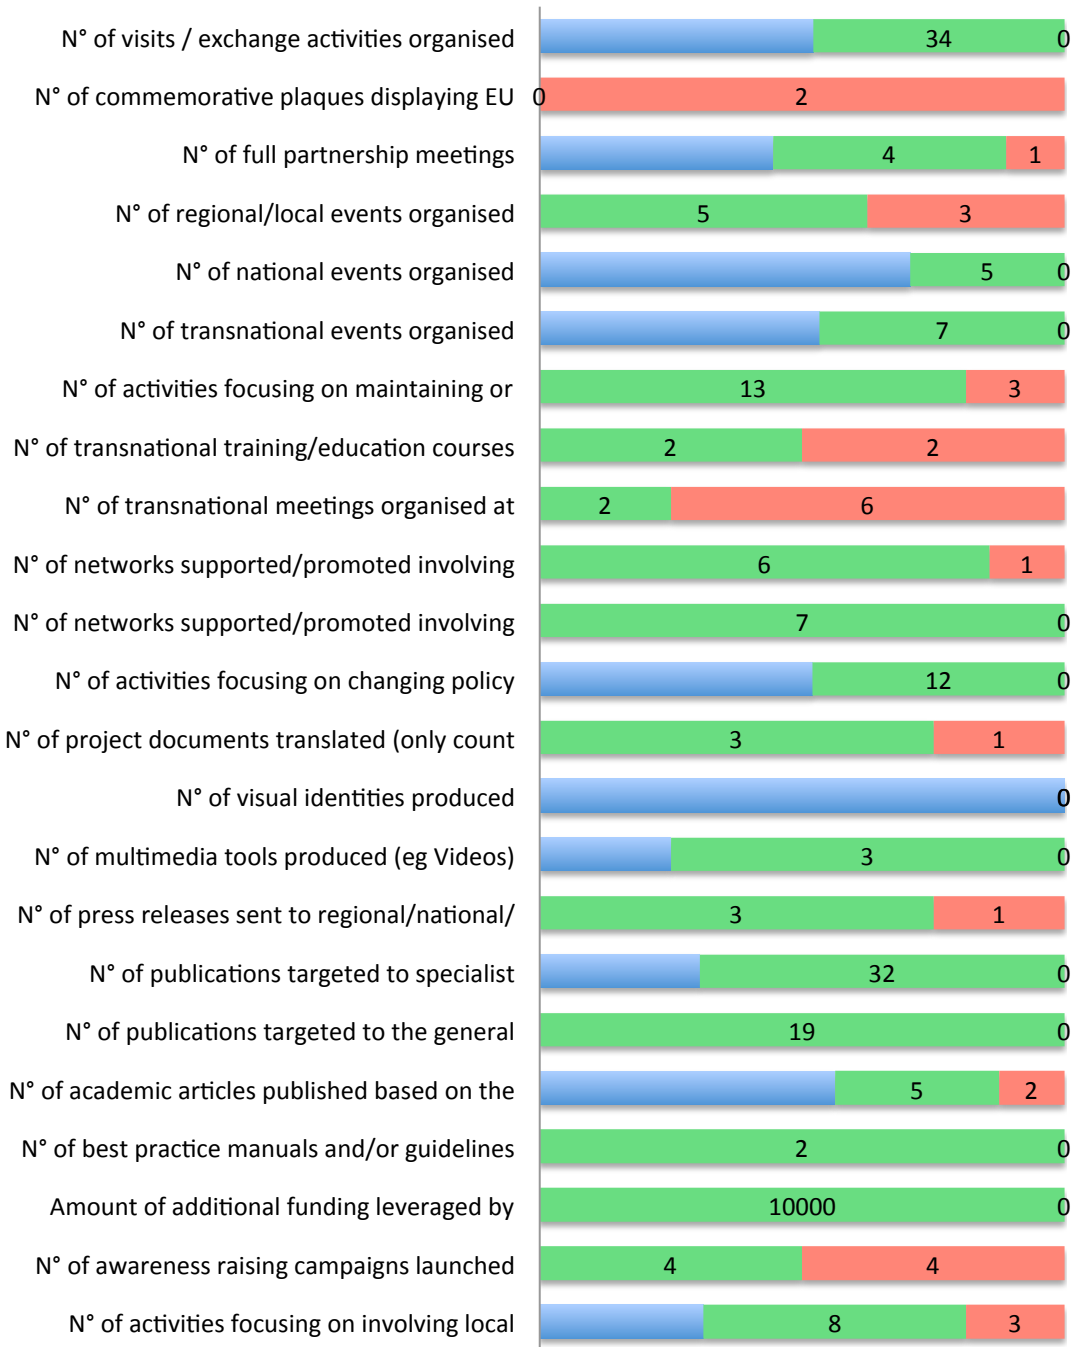 N° of visits / exchange activities organised 34 0
N° of commemorative plaques displaying EU 0 2
N° of full partnership meetings 4 1
N° of regional/local events organised 5 3
N° of national events organised 5 0
N° of transnational events organised 7 0
N° of activities focusing on maintaining or 13 3
N° of transnational training/education courses 2 2
N° of transnational meetings organised at 2 6
N° of networks supported/promoted involving 6 1
N° of networks supported/promoted involving 7 0
N° of activities focusing on changing policy 12 0
N° of project documents translated (only count 3 1
N° of visual identities produced 0
N° of multimedia tools produced (eg Videos) 3 0
N° of press releases sent to regional/national/ 3 1
N° of publications targeted to specialist 32 0
N° of publications targeted to the general 19 0
N° of academic articles published based on the 5 2
N° of best practice manuals and/or guidelines 2 0
Amount of additional funding leveraged by 10000 0
N° of awareness raising campaigns launched 4 4
N° of activities focusing on involving local 8 3